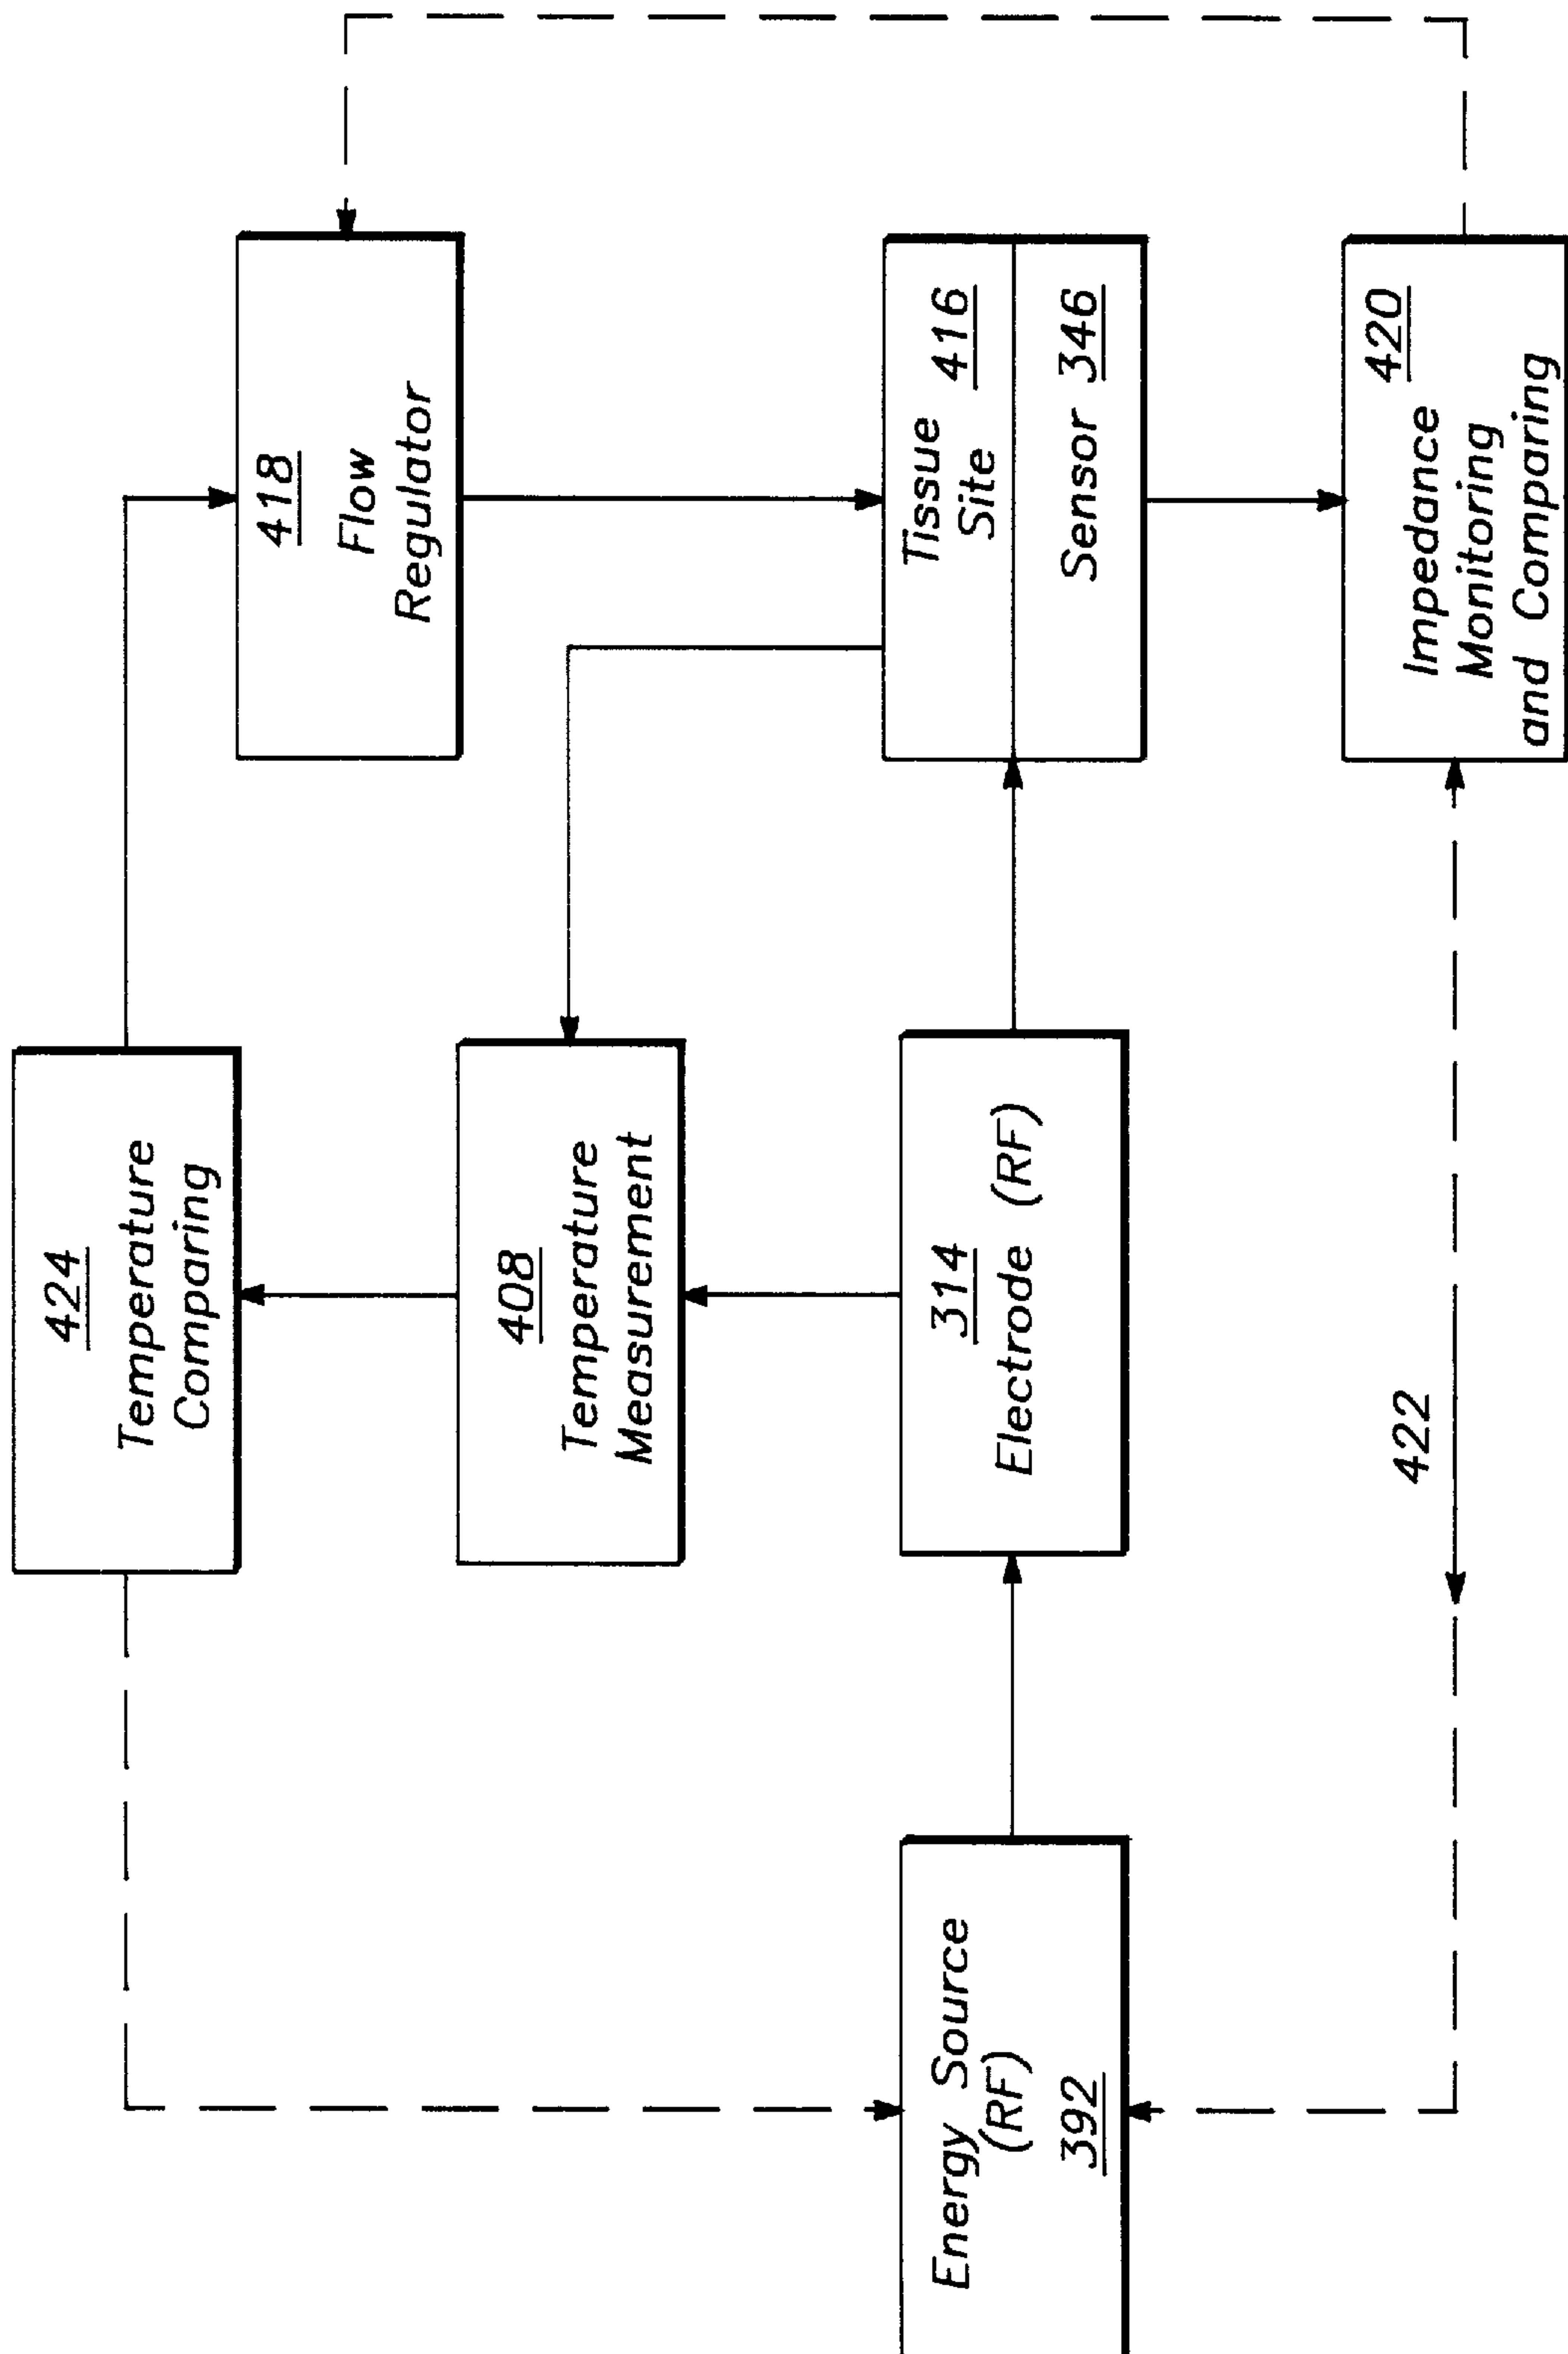 424
Temperature
Comparing
418
Flow
Regulator
408
Temperature
Measurement
Energy Source
(RF)
392
314
Electrode (RF)
Tissue
Site 416
Sensor 346
422
420
Impedance
Monitoring
and Comparing